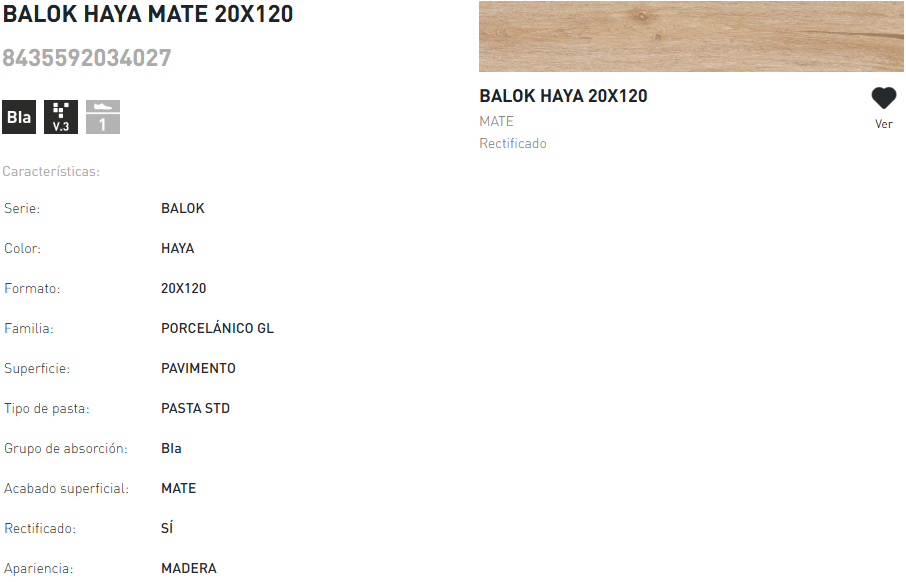 BALOK HAYA MATE 20X120
8435592034027
BIa
V.3
1
Características:
Serie: BALOK
Color: HAYA
Formato: 20X120
Familia: PORCELÁNICO GL
Superficie: PAVIMENTO
Tipo de pasta: PASTA STD
Grupo de absorción: BIa
Acabado superficial: MATE
Rectificado: SÍ
Apariencia: MADERA
BALOK HAYA 20X120
MATE
Rectificado
Ver